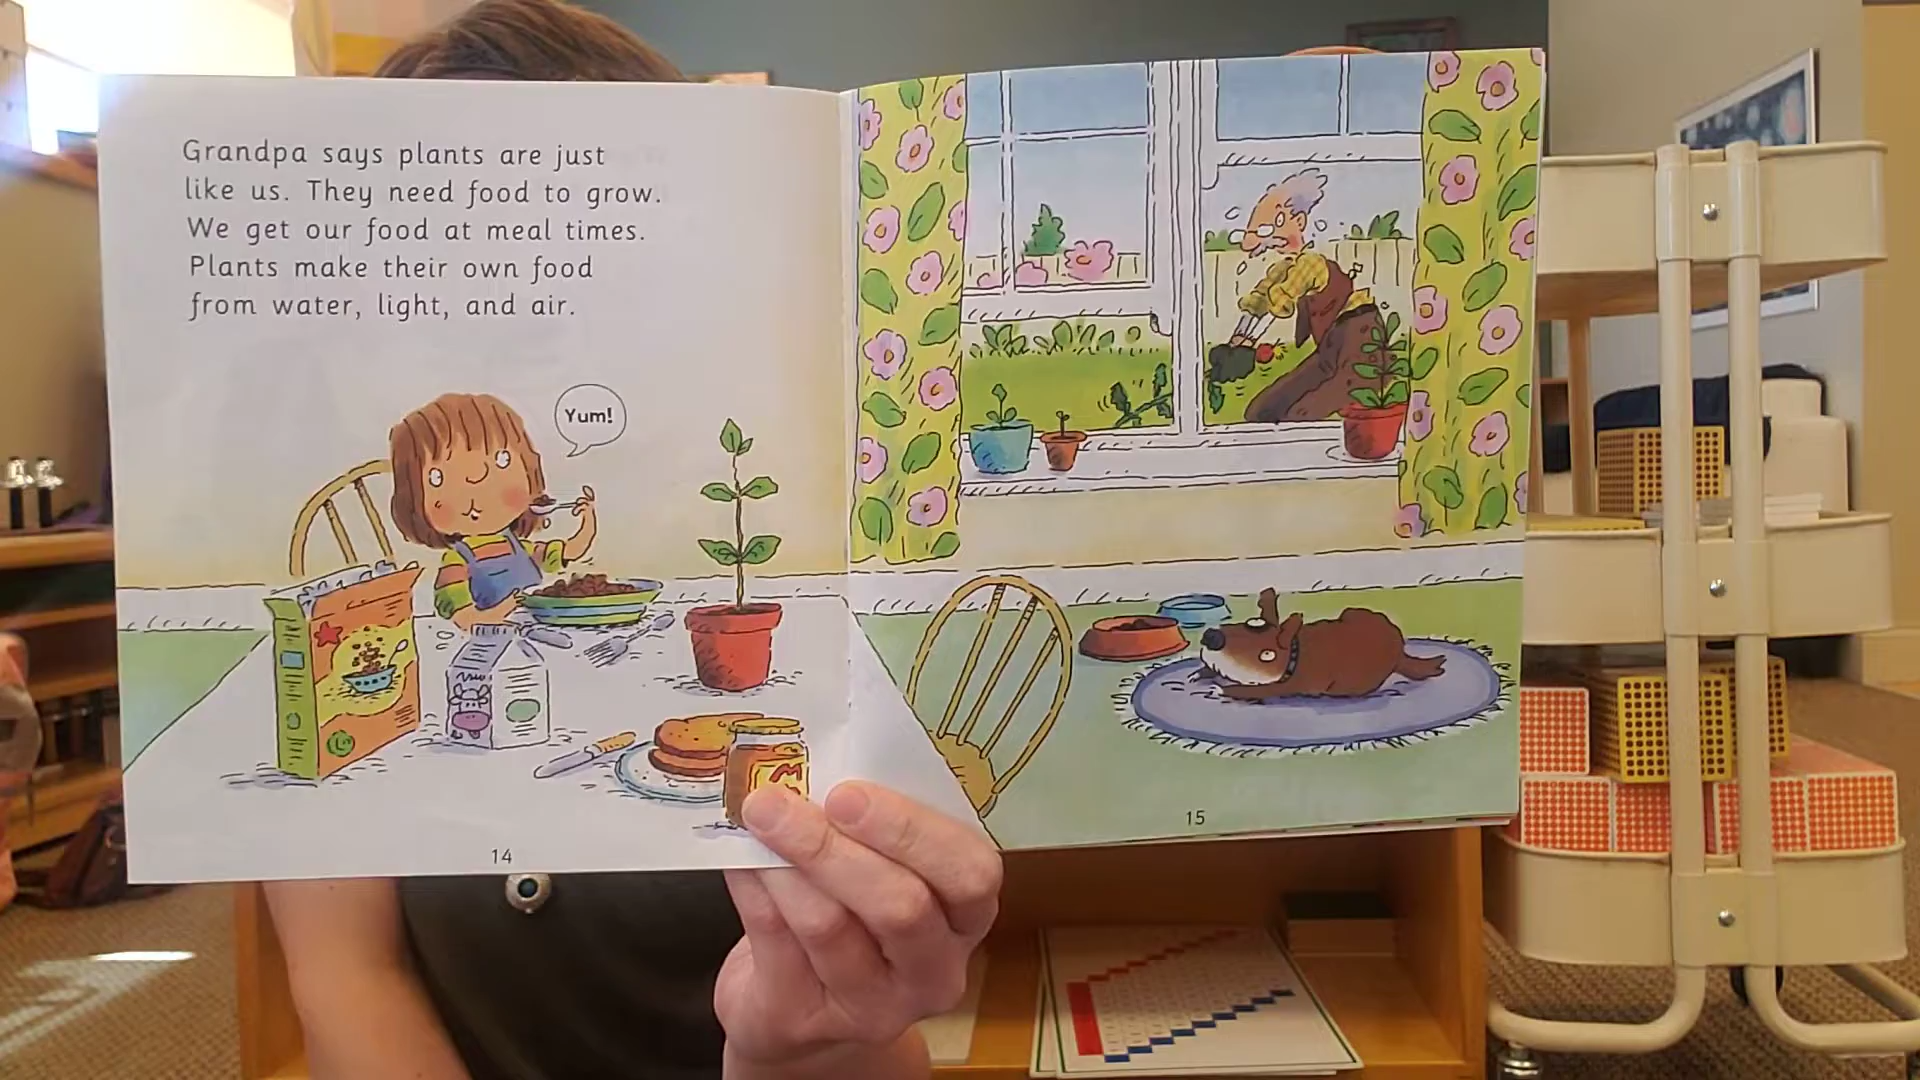 Grandpa says plants are just
like us. They need food to grow.
We get our food at meal times.
Plants make their own food
from water, light, and air.
Yum!
14
15